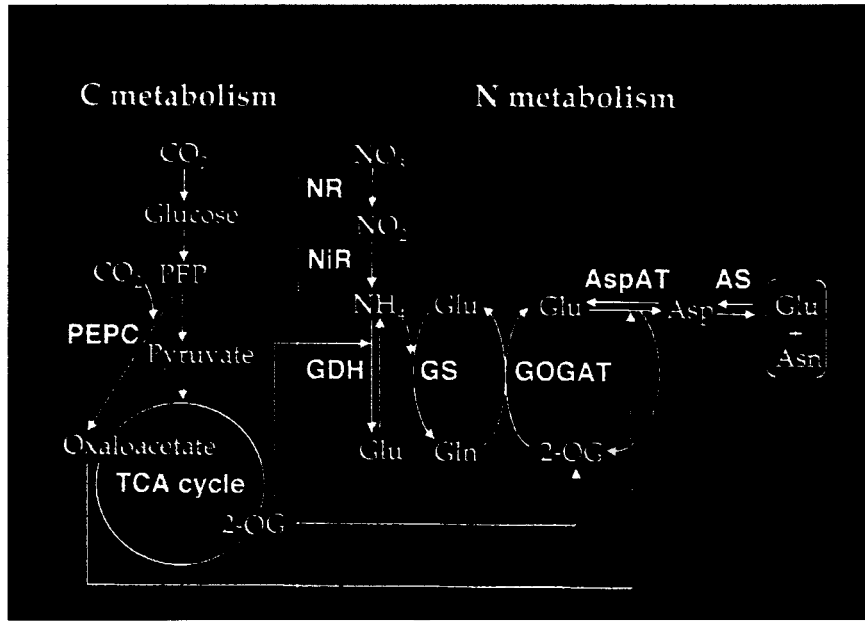 C metabolism
N metabolism
CO2
Glucose
CO2
PEP
PEPC
Pyruvate
Oxaloacetate
TCA cycle
2-OG
NO3
NR
NO2
NiR
NH4
GDH
Glu
Glu
GS
Gln
Glu
GOGAT
2-OG
AspAT
Asp
AS
Glu
+
Asn